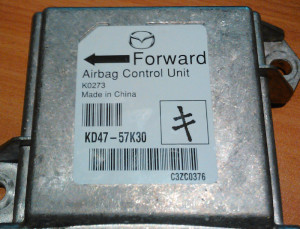 Forward
Airbag Control Unit
K0273
Made in China
KD47-57K30
キ
C3ZC0376